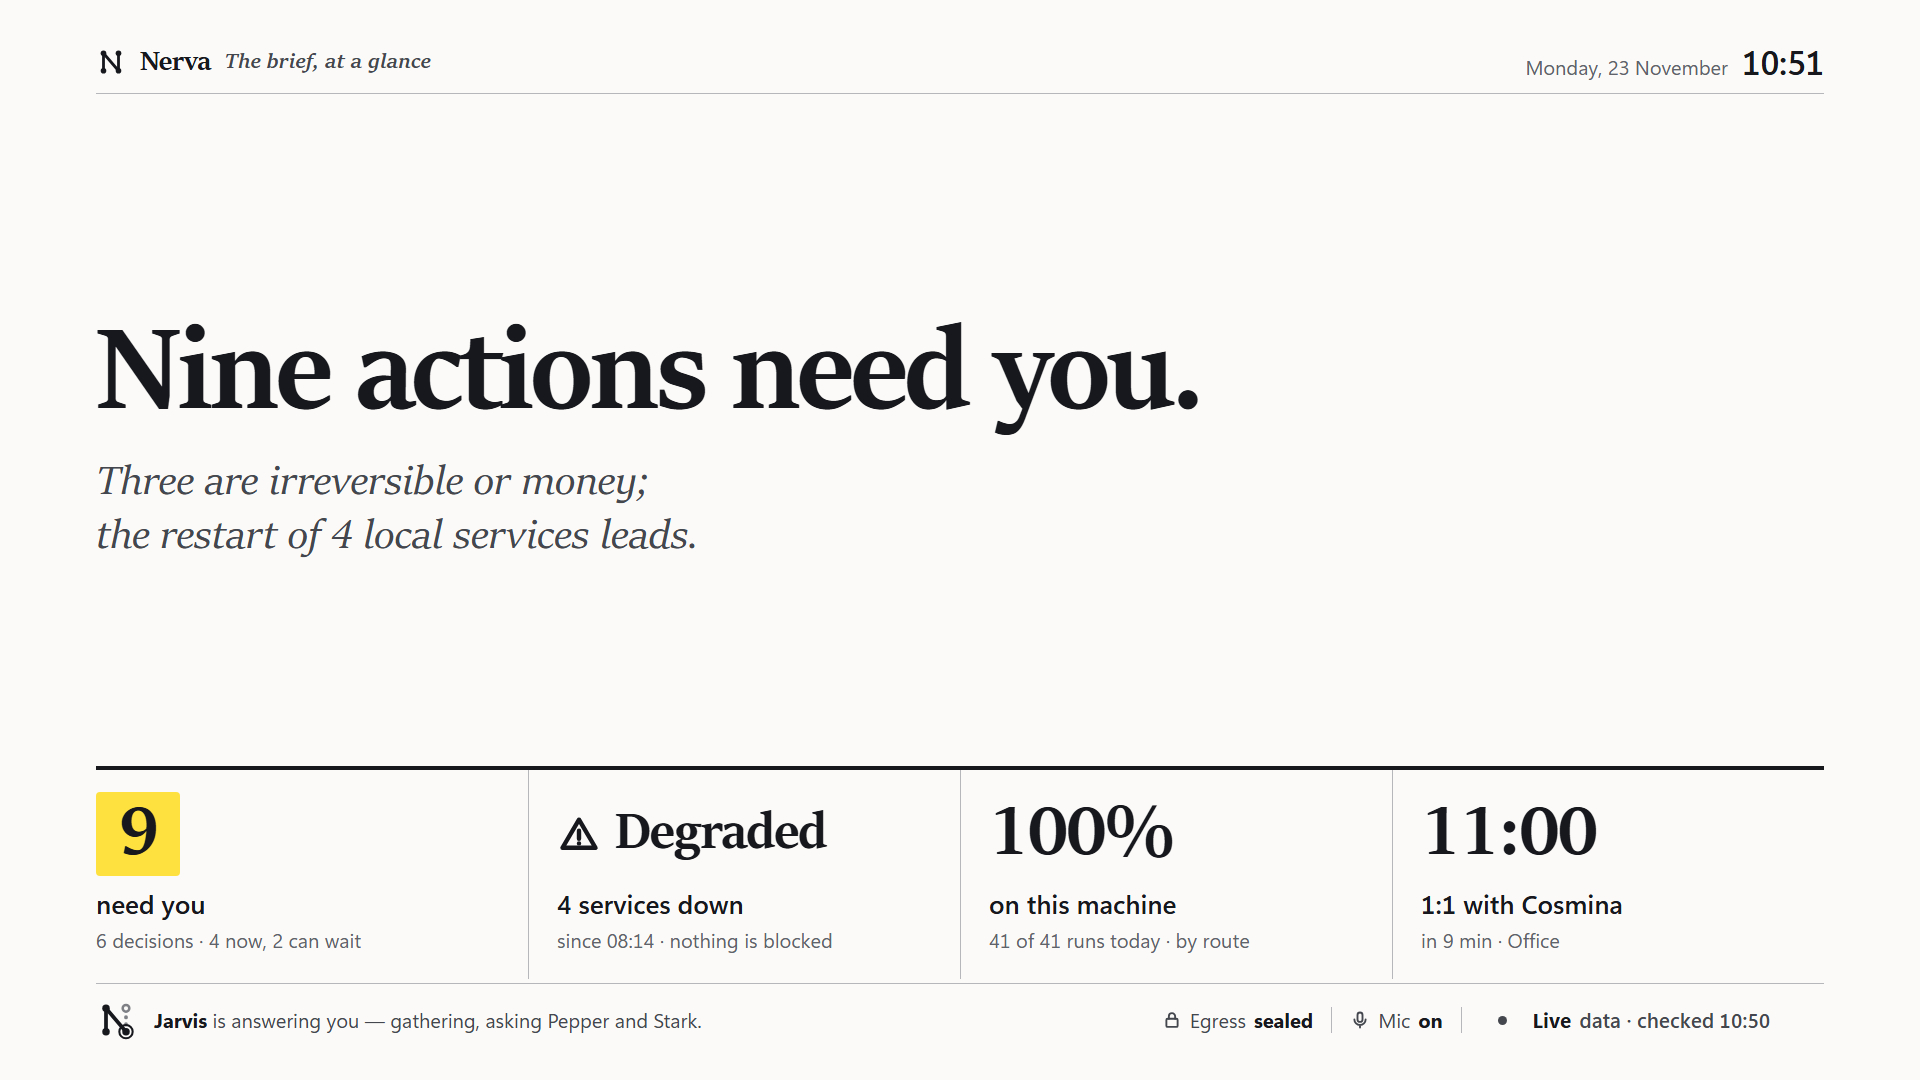 Nerva The brief, at a glance
Monday, 23 November 10:51
Nine actions need you.
Three are irreversible or money;
the restart of 4 local services leads.
9
need you
6 decisions · 4 now, 2 can wait
Degraded
4 services down
since 08:14 · nothing is blocked
100%
on this machine
41 of 41 runs today · by route
11:00
1:1 with Cosmina
in 9 min · Office
Jarvis is answering you — gathering, asking Pepper and Stark.
Egress sealed
Mic on
Live data · checked 10:50